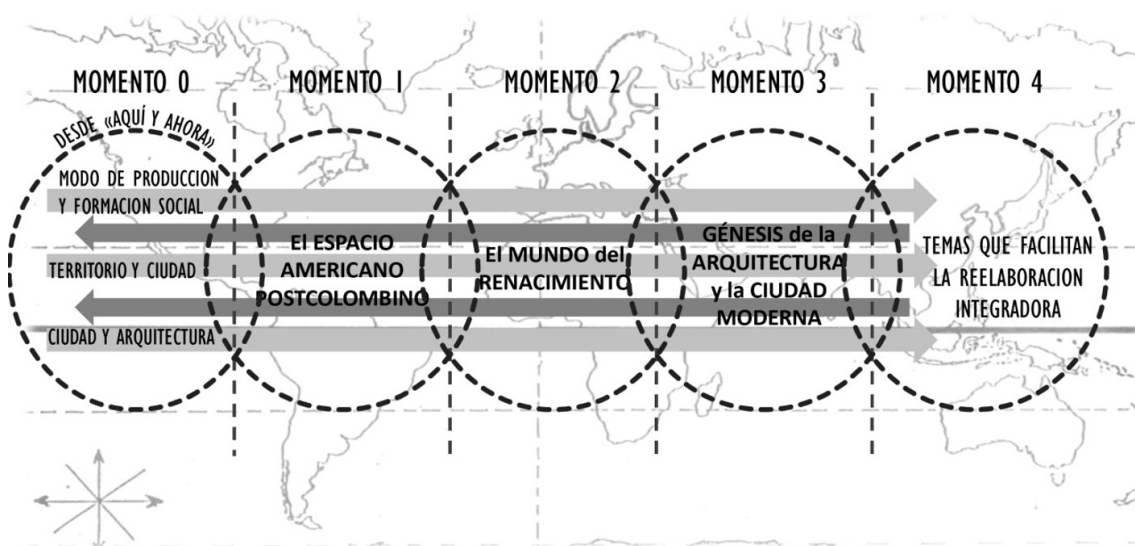 MOMENTO 0
MOMENTO 1
MOMENTO 2
MOMENTO 3
MOMENTO 4
DESDE «AQUÍ Y AHORA»
MODO DE PRODUCCION
Y FORMACION SOCIAL
TERRITORIO Y CIUDAD
CIUDAD Y ARQUITECTURA
El ESPACIO
AMERICANO
POSTCOLOMBINO
El MUNDO del
RENACIMIENTO
GÉNESIS de la
ARQUITECTURA
y la CIUDAD
MODERNA
TEMAS QUE FACILITAN
LA REELABORACION
INTEGRADORA